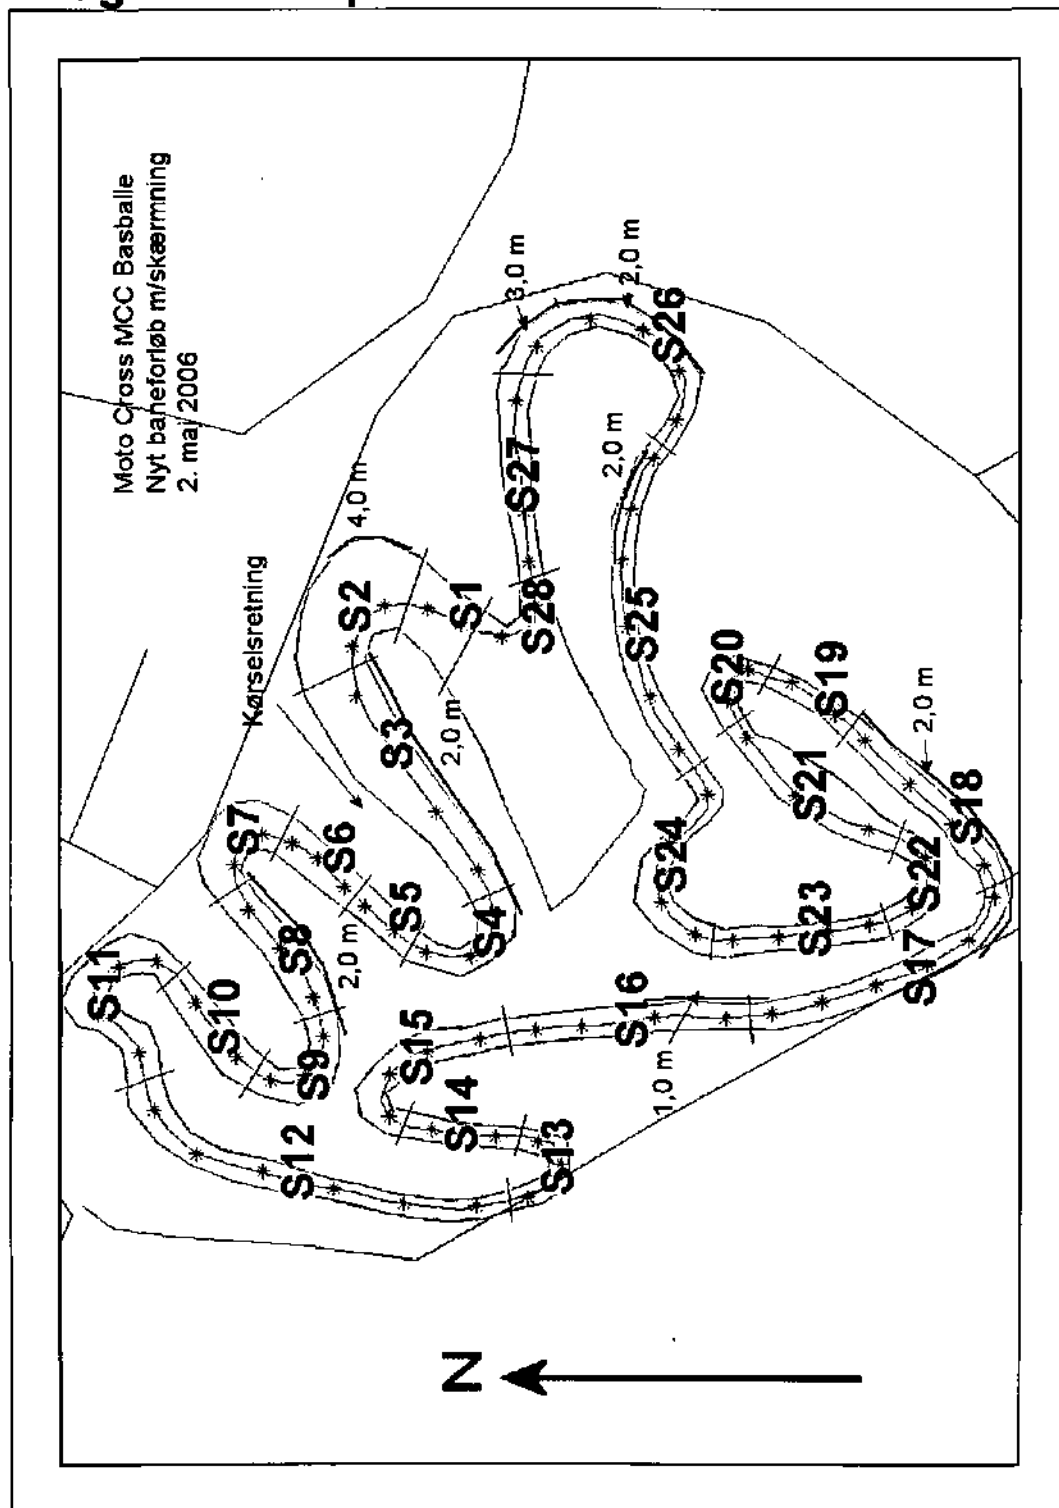 Moto Cross MCC Basballe
Nyt baneforløb m/skærmning
2. maj 2006
Kørselsretning
4,0 m
3,0 m
2,0 m
2,0 m
2,0 m
2,0 m
2,0 m
1,0 m
S1
S2
S3
S4
S5
S6
S7
S8
S9
S10
S11
S12
S13
S14
S15
S16
S17
S18
S19
S20
S21
S22
S23
S24
S25
S26
S27
S28
N